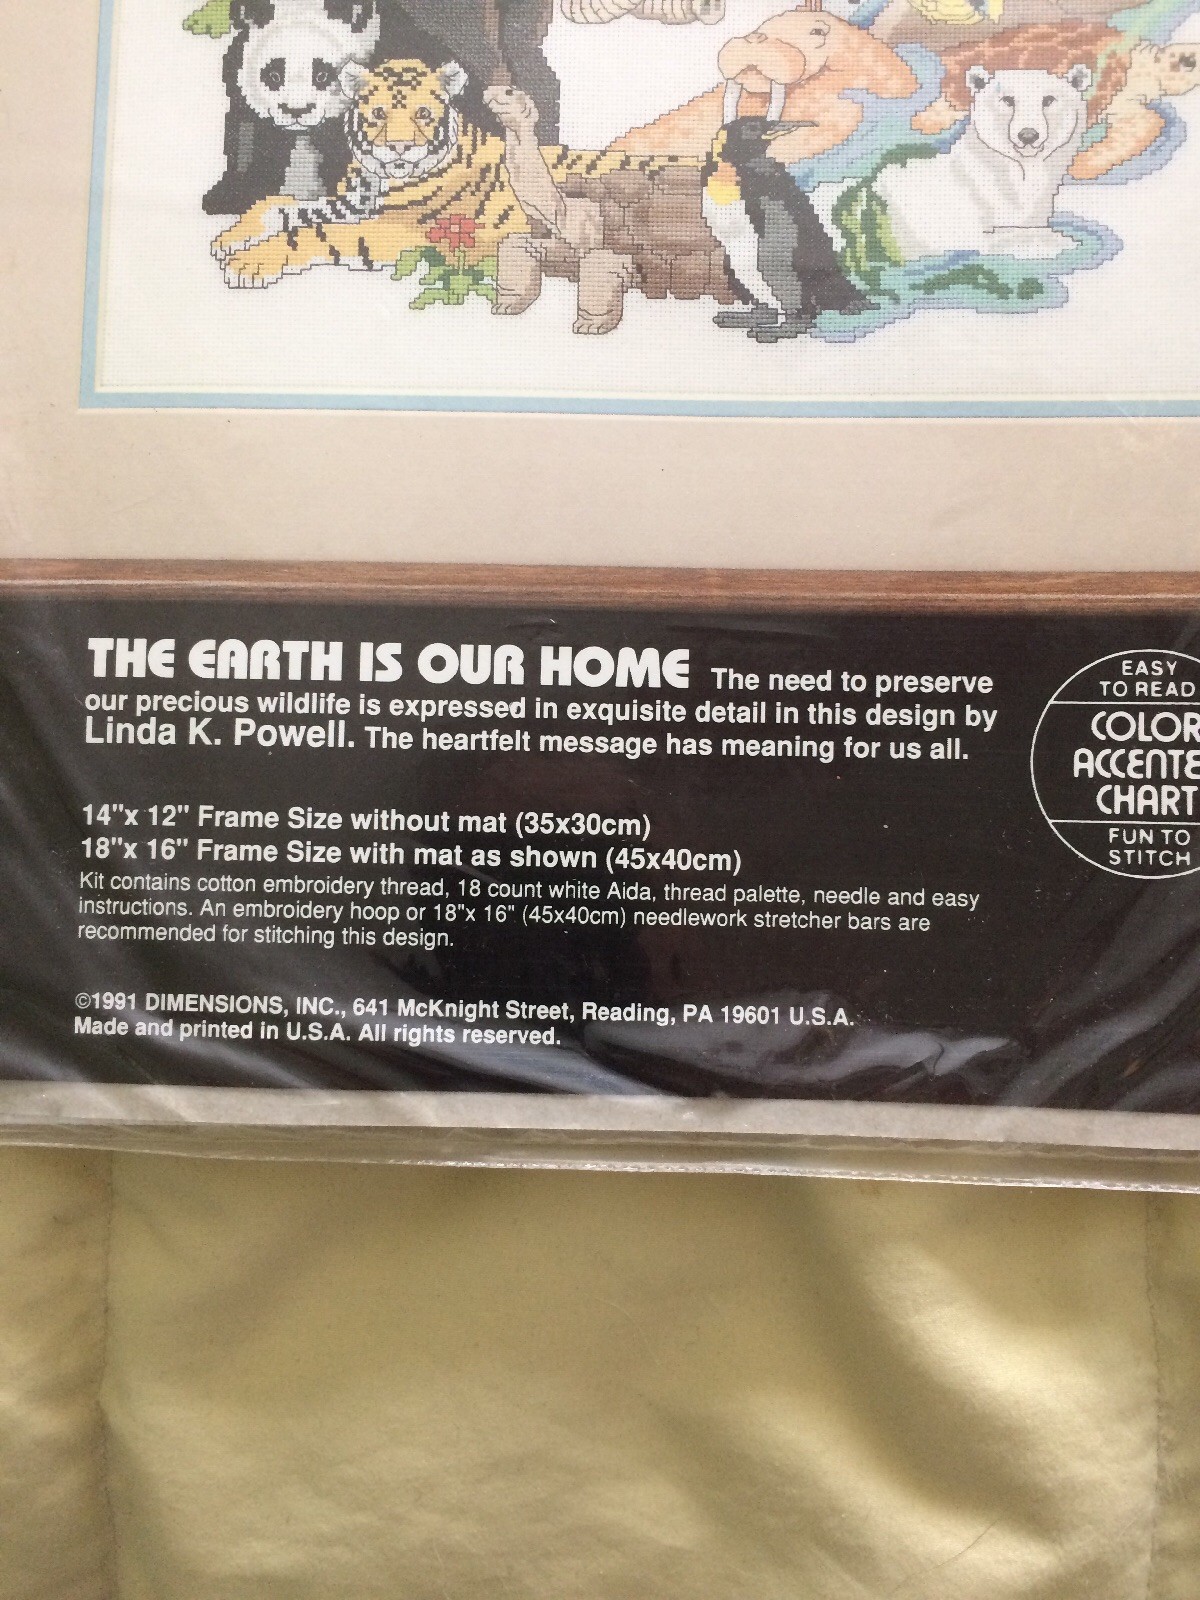 THE EARTH IS OUR HOME The need to preserve
our precious wildlife is expressed in exquisite detail in this design by
Linda K. Powell. The heartfelt message has meaning for us all.
14"x 12" Frame Size without mat (35x30cm)
18"x 16" Frame Size with mat as shown (45x40cm)
Kit contains cotton embroidery thread, 18 count white Aida, thread palette, needle and easy
instructions. An embroidery hoop or 18"x 16" (45x40cm) needlework stretcher bars are
recommended for stitching this design.
©1991 DIMENSIONS, INC., 641 McKnight Street, Reading, PA 19601 U.S.A.
Made and printed in U.S.A. All rights reserved.
EASY
TO READ
COLOR
ACCENTE
CHART
FUN TO
STITCH